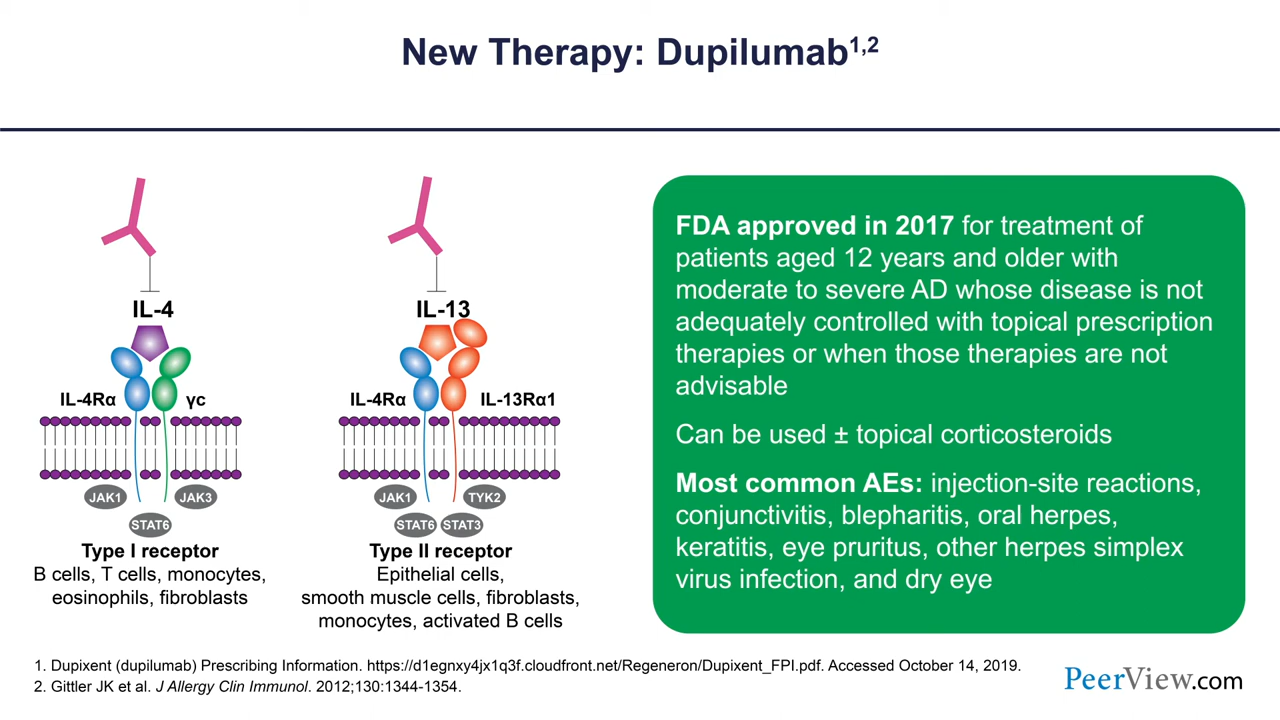 New Therapy: Dupilumab1,2
IL-4
IL-4Rα
γc
JAK1
JAK3
STAT6
Type I receptor
B cells, T cells, monocytes,
eosinophils, fibroblasts
IL-13
IL-4Rα
IL-13Rα1
JAK1
TYK2
STAT6
STAT3
Type II receptor
Epithelial cells,
smooth muscle cells, fibroblasts,
monocytes, activated B cells
FDA approved in 2017 for treatment of
patients aged 12 years and older with
moderate to severe AD whose disease is not
adequately controlled with topical prescription
therapies or when those therapies are not
advisable
Can be used ± topical corticosteroids
Most common AEs: injection-site reactions,
conjunctivitis, blepharitis, oral herpes,
keratitis, eye pruritus, other herpes simplex
virus infection, and dry eye
1. Dupixent (dupilumab) Prescribing Information. https://d1egnxy4jx1q3f.cloudfront.net/Regeneron/Dupixent_FPI.pdf. Accessed October 14, 2019.
2. Gittler JK et al. J Allergy Clin Immunol. 2012;130:1344-1354.
PeerView.com